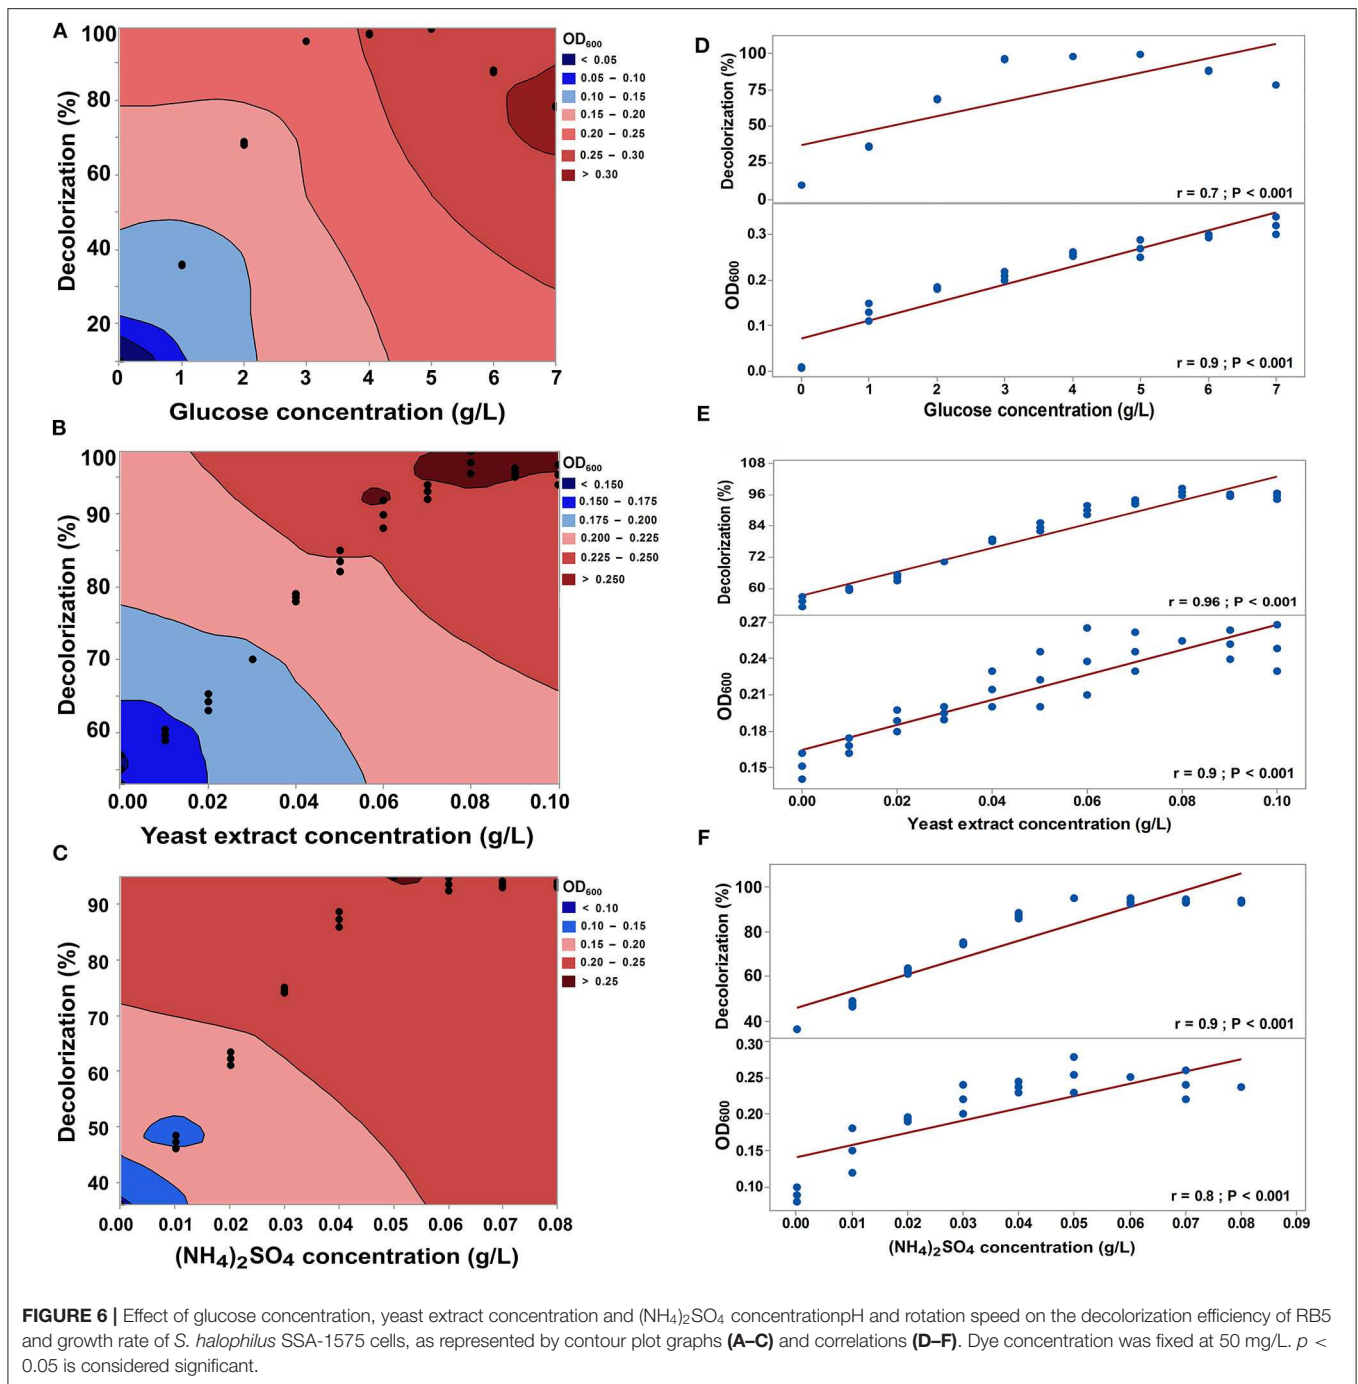 A
100
80
60
40
20
Decolorization (%)
0 1 2 3 4 5 6 7
Glucose concentration (g/L)
OD600
< 0.05
0.05 – 0.10
0.10 – 0.15
0.15 – 0.20
0.20 – 0.25
0.25 – 0.30
> 0.30
D
100
75
50
25
0
Decolorization (%)
r = 0.7 ; P < 0.001
0.3
0.2
0.1
0.0
OD600
r = 0.9 ; P < 0.001
0 1 2 3 4 5 6 7
Glucose concentration (g/L)
B
100
90
80
70
60
Decolorization (%)
0.00 0.02 0.04 0.06 0.08 0.10
Yeast extract concentration (g/L)
OD600
< 0.150
0.150 – 0.175
0.175 – 0.200
0.200 – 0.225
0.225 – 0.250
> 0.250
E
108
96
84
72
60
Decolorization (%)
r = 0.96 ; P < 0.001
0.27
0.24
0.21
0.18
0.15
OD600
r = 0.9 ; P < 0.001
0.00 0.02 0.04 0.06 0.08 0.10
Yeast extract concentration (g/L)
C
90
80
70
60
50
40
Decolorization (%)
0.00 0.01 0.02 0.03 0.04 0.05 0.06 0.07 0.08
(NH4)2SO4 concentration (g/L)
OD600
< 0.10
0.10 – 0.15
0.15 – 0.20
0.20 – 0.25
> 0.25
F
100
80
60
40
Decolorization (%)
r = 0.9 ; P < 0.001
0.30
0.25
0.20
0.15
0.10
OD600
r = 0.8 ; P < 0.001
0.00 0.01 0.02 0.03 0.04 0.05 0.06 0.07 0.08 0.09
(NH4)2SO4 concentration (g/L)
FIGURE 6 | Effect of glucose concentration, yeast extract concentration and (NH4)2SO4 concentrationpH and rotation speed on the decolorization efficiency of RB5
and growth rate of S. halophilus SSA-1575 cells, as represented by contour plot graphs (A–C) and correlations (D–F). Dye concentration was fixed at 50 mg/L. p <
0.05 is considered significant.